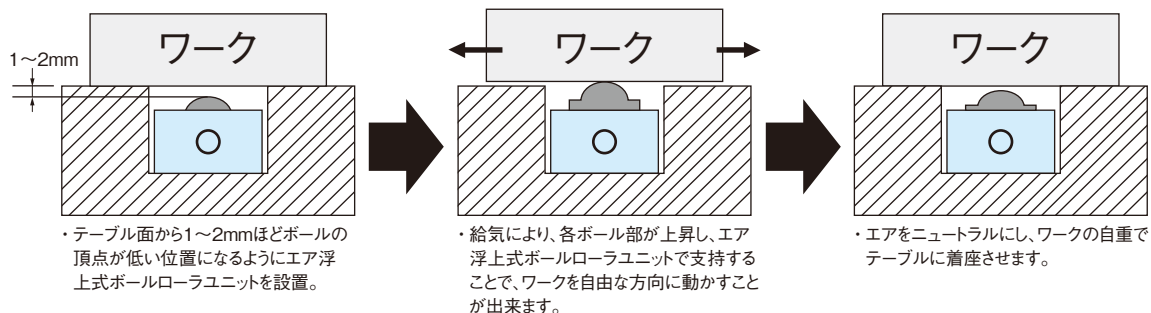 ワーク
1～2mm
・テーブル面から1～2mmほどボールの
頂点が低い位置になるようにエア浮
上式ボールローラユニットを設置。
ワーク
・給気により、各ボール部が上昇し、エア
浮上式ボールローラユニットで支持する
ことで、ワークを自由な方向に動かすこと
が出来ます。
ワーク
・エアをニュートラルにし、ワークの自重で
テーブルに着座させます。